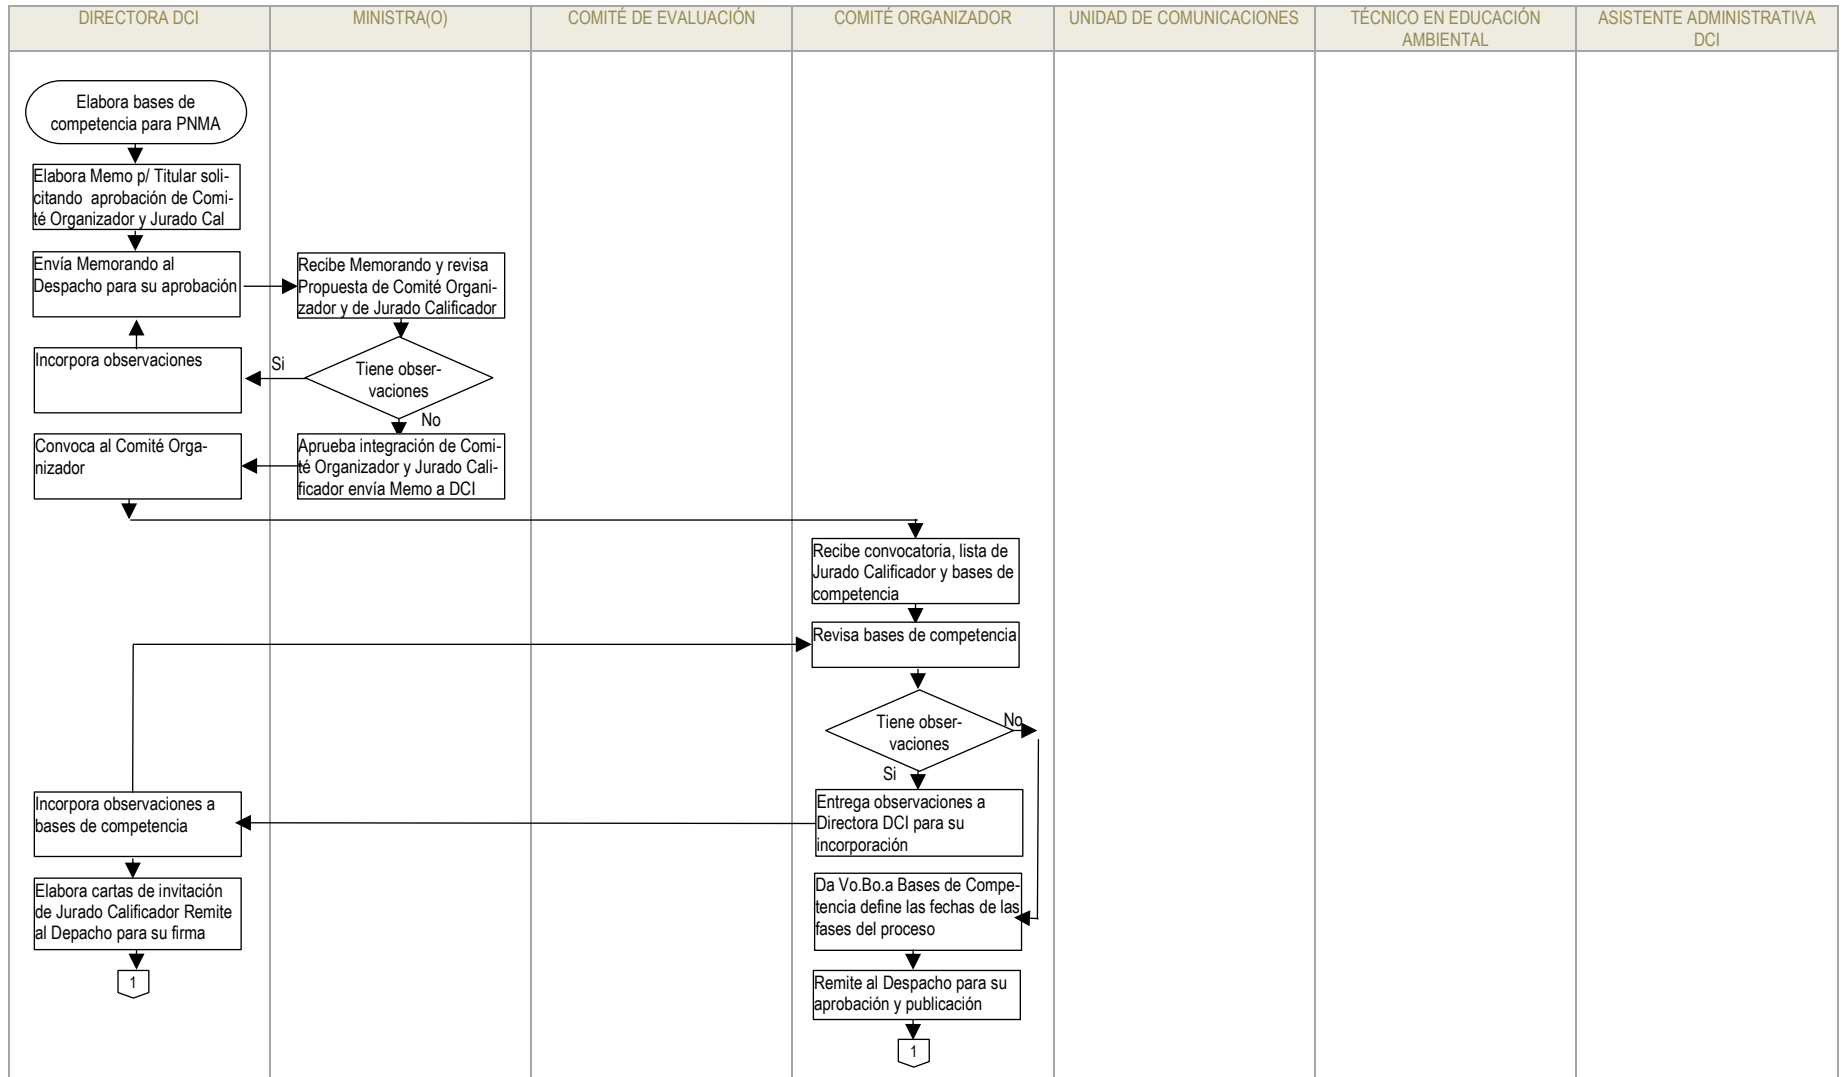 DIRECTORA DCI
MINISTRA(O)
COMITÉ DE EVALUACIÓN
COMITÉ ORGANIZADOR
UNIDAD DE COMUNICACIONES
TÉCNICO EN EDUCACIÓN
AMBIENTAL
ASISTENTE ADMINISTRATIVA
DCI
Elabora bases de
competencia para PNMA
Elabora Memo p/ Titular soli-
citando aprobación de Comi-
té Organizador y Jurado Cal
Envía Memorando al
Despacho para su aprobación
Recibe Memorando y revisa
Propuesta de Comité Organi-
zador y de Jurado Calificador
Incorpora observaciones
Si
Tiene obser-
vaciones
No
Convoca al Comité Orga-
nizador
Aprueba integración de Comi-
té Organizador y Jurado Cali-
ficador envía Memo a DCI
Recibe convocatoria, lista de
Jurado Calificador y bases de
competencia
Revisa bases de competencia
Tiene obser-
vaciones
No
Si
Incorpora observaciones a
bases de competencia
Entrega observaciones a
Directora DCI para su
incorporación
Elabora cartas de invitación
de Jurado Calificador Remite
al Depacho para su firma
Da Vo.Bo.a Bases de Compe-
tencia define las fechas de las
fases del proceso
1
Remite al Despacho para su
aprobación y publicación
1